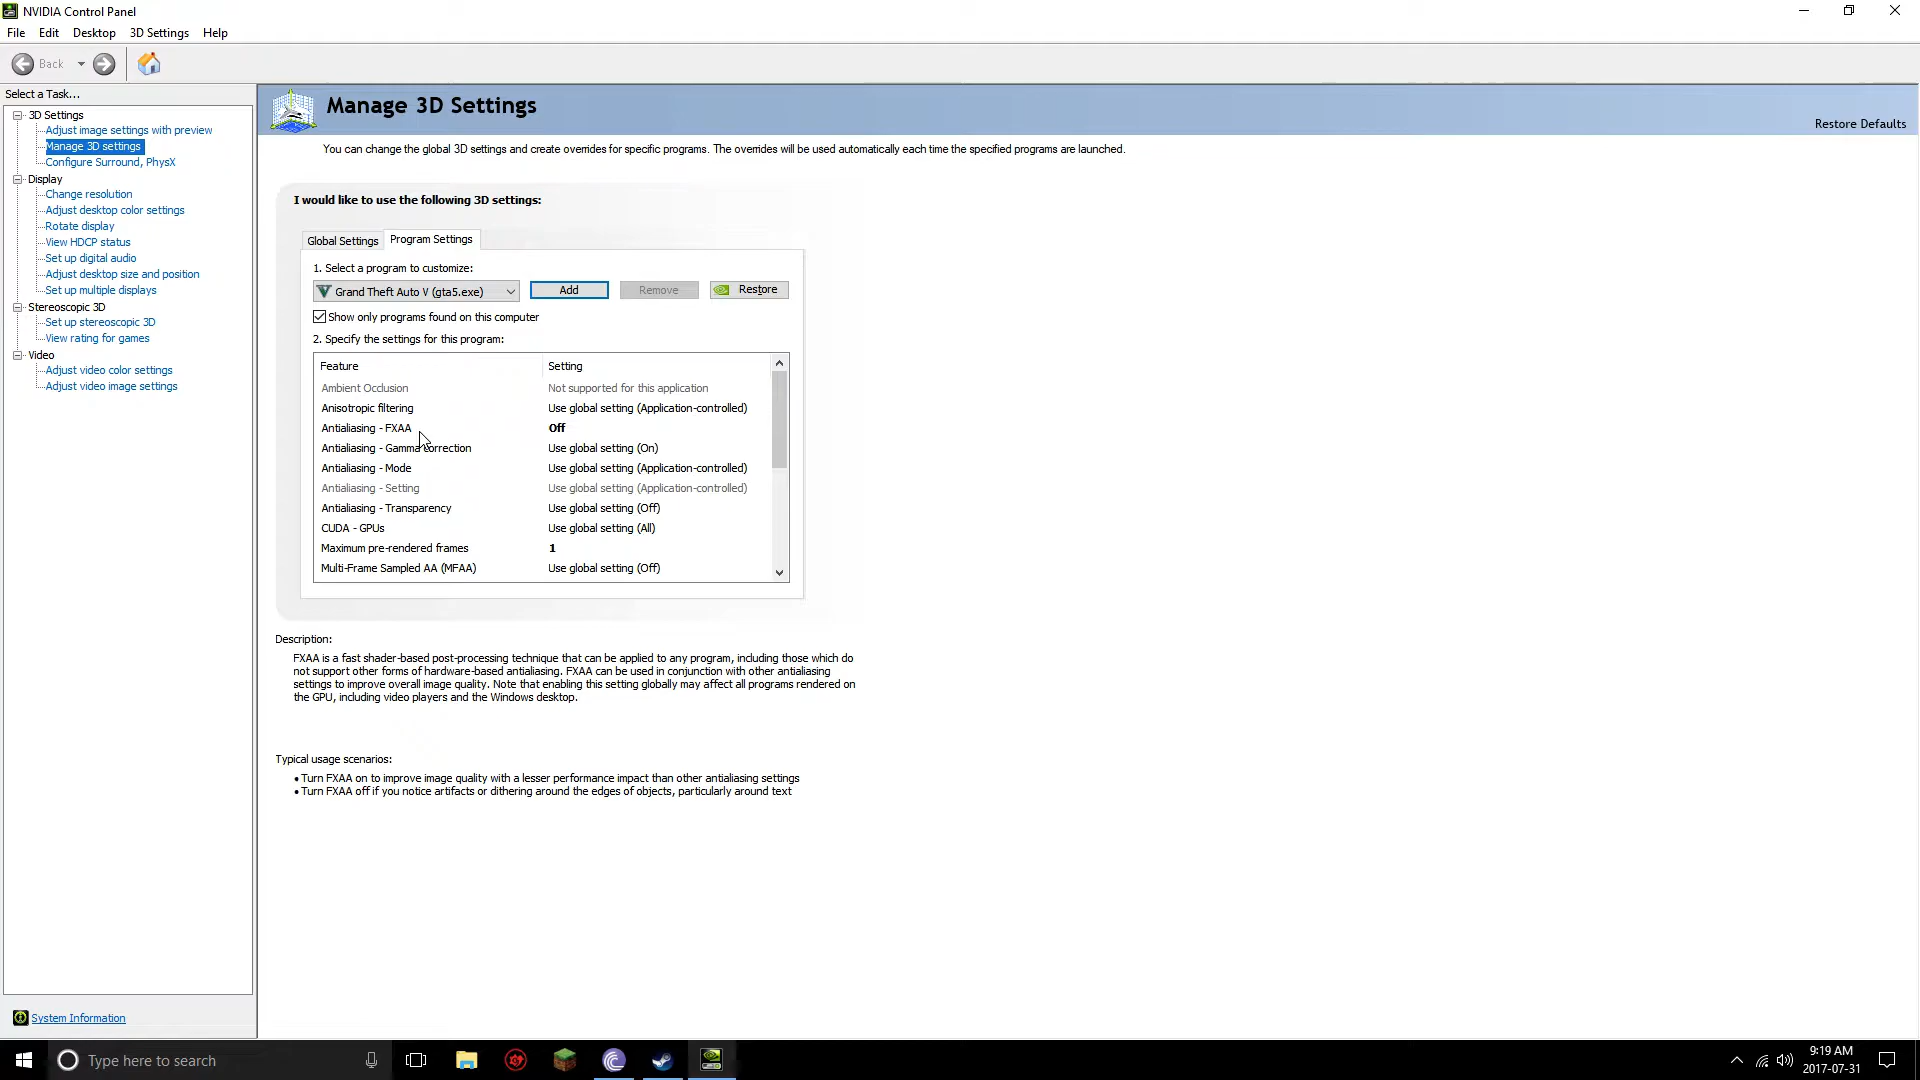 NVIDIA Control Panel
File Edit Desktop 3D Settings Help
Back
Select a Task...
3D Settings
Adjust image settings with preview
Manage 3D settings
Configure Surround, PhysX
Display
Change resolution
Adjust desktop color settings
Rotate display
View HDCP status
Set up digital audio
Adjust desktop size and position
Set up multiple displays
Stereoscopic 3D
Set up stereoscopic 3D
View rating for games
Video
Adjust video color settings
Adjust video image settings
System Information
Manage 3D Settings
Restore Defaults
You can change the global 3D settings and create overrides for specific programs. The overrides will be used automatically each time the specified programs are launched.
I would like to use the following 3D settings:
Global Settings Program Settings
1. Select a program to customize:
Grand Theft Auto V (gta5.exe) Add Remove Restore
Show only programs found on this computer
2. Specify the settings for this program:
Feature Setting
Ambient Occlusion Not supported for this application
Anisotropic filtering Use global setting (Application-controlled)
Antialiasing - FXAA Off
Antialiasing - Gamma correction Use global setting (On)
Antialiasing - Mode Use global setting (Application-controlled)
Antialiasing - Setting Use global setting (Application-controlled)
Antialiasing - Transparency Use global setting (Off)
CUDA - GPUs Use global setting (All)
Maximum pre-rendered frames 1
Multi-Frame Sampled AA (MFAA) Use global setting (Off)
Description:
FXAA is a fast shader-based post-processing technique that can be applied to any program, including those which do
not support other forms of hardware-based antialiasing. FXAA can be used in conjunction with other antialiasing
settings to improve overall image quality. Note that enabling this setting globally may affect all programs rendered on
the GPU, including video players and the Windows desktop.
Typical usage scenarios:
• Turn FXAA on to improve image quality with a lesser performance impact than other antialiasing settings
• Turn FXAA off if you notice artifacts or dithering around the edges of objects, particularly around text
Type here to search
9:19 AM
2017-07-31